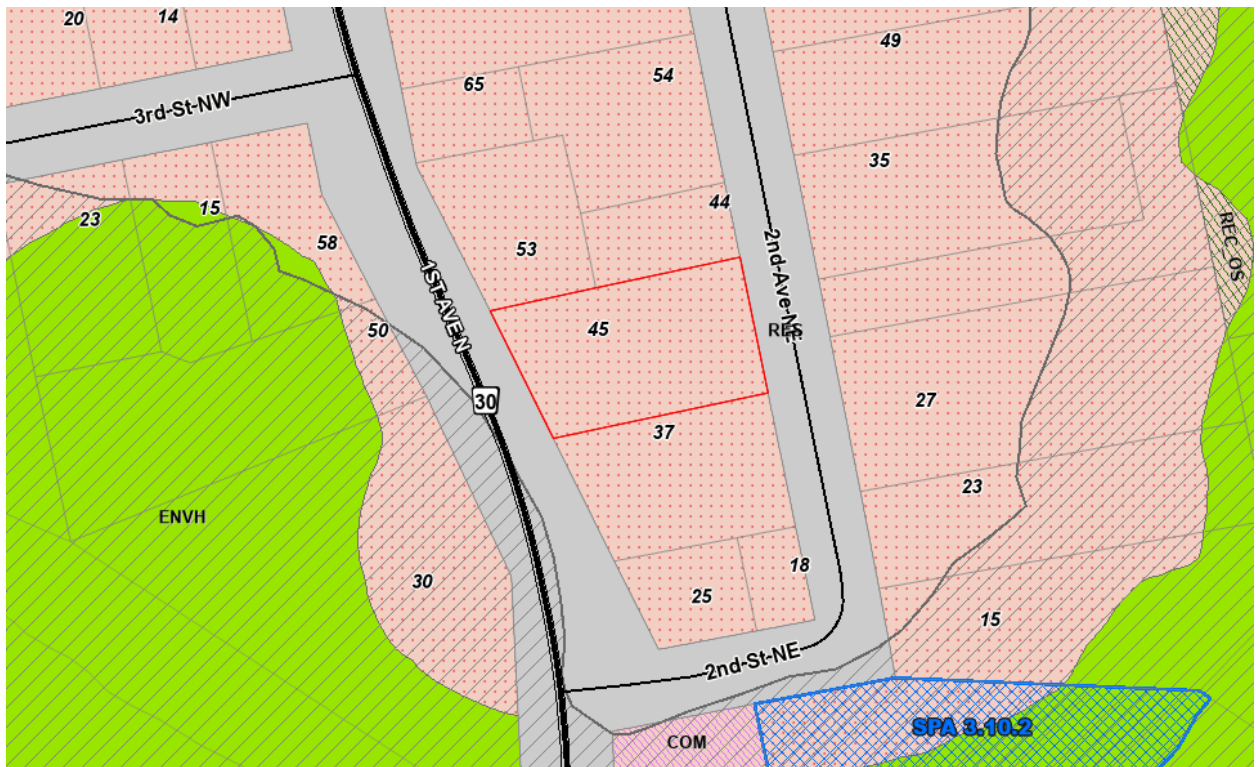 20
14
49
65
54
3rd-St-NW
35
44
23
15
58
53
2nd-Ave-NE
REC_OS
1ST-AVE-N
50
45
RES
30
27
37
23
ENVH
30
25
18
15
2nd-St-NE
COM
SPA 3.10.2